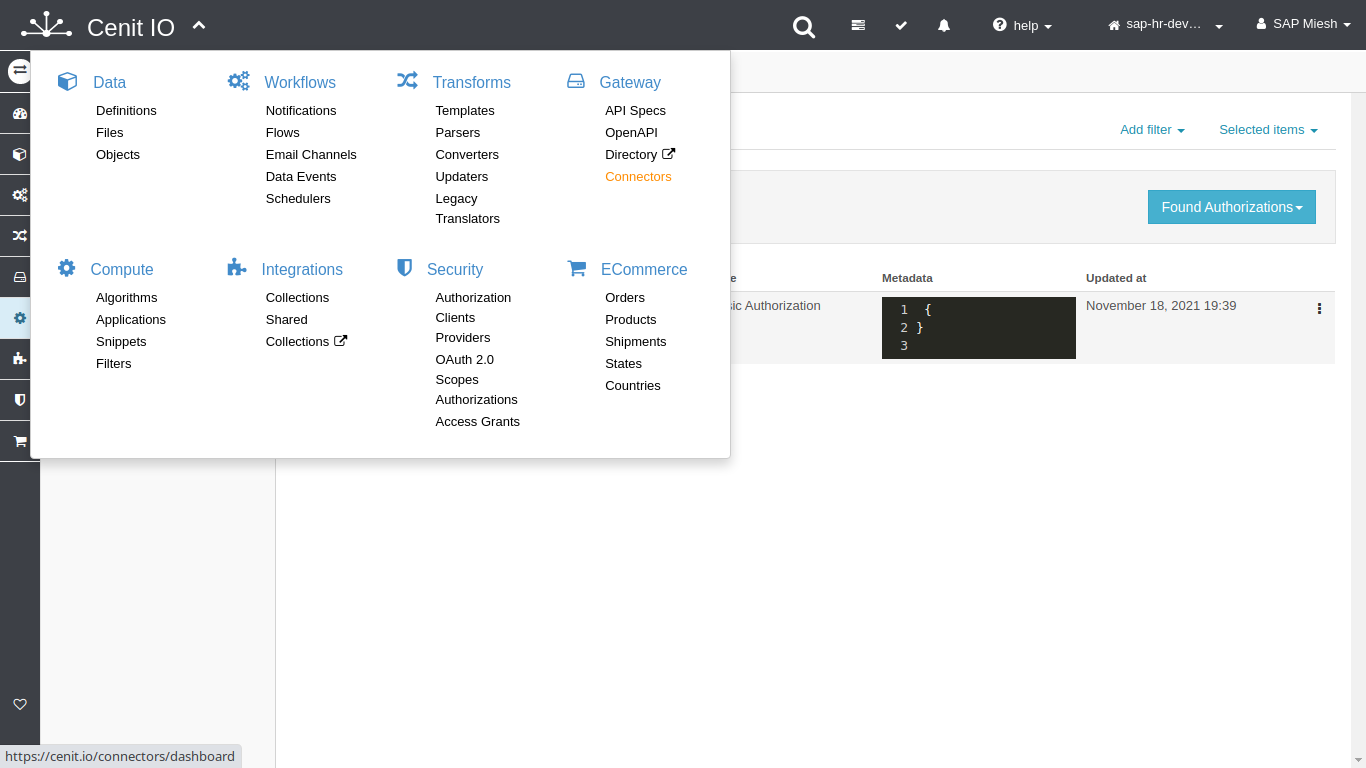 Cenit IO
help
sap-hr-dev…
SAP Miesh
Data
Definitions
Files
Objects
Workflows
Notifications
Flows
Email Channels
Data Events
Schedulers
Transforms
Templates
Parsers
Converters
Updaters
Legacy
Translators
Gateway
API Specs
OpenAPI
Directory
Connectors
Add filter
Selected items
Found Authorizations
Compute
Algorithms
Applications
Snippets
Filters
Integrations
Collections
Shared
Collections
Security
Authorization
Clients
Providers
OAuth 2.0
Scopes
Authorizations
Access Grants
ECommerce
Orders
Products
Shipments
States
Countries
e
Metadata
Updated at
sic Authorization
1 {
2 }
3
November 18, 2021 19:39
https://cenit.io/connectors/dashboard